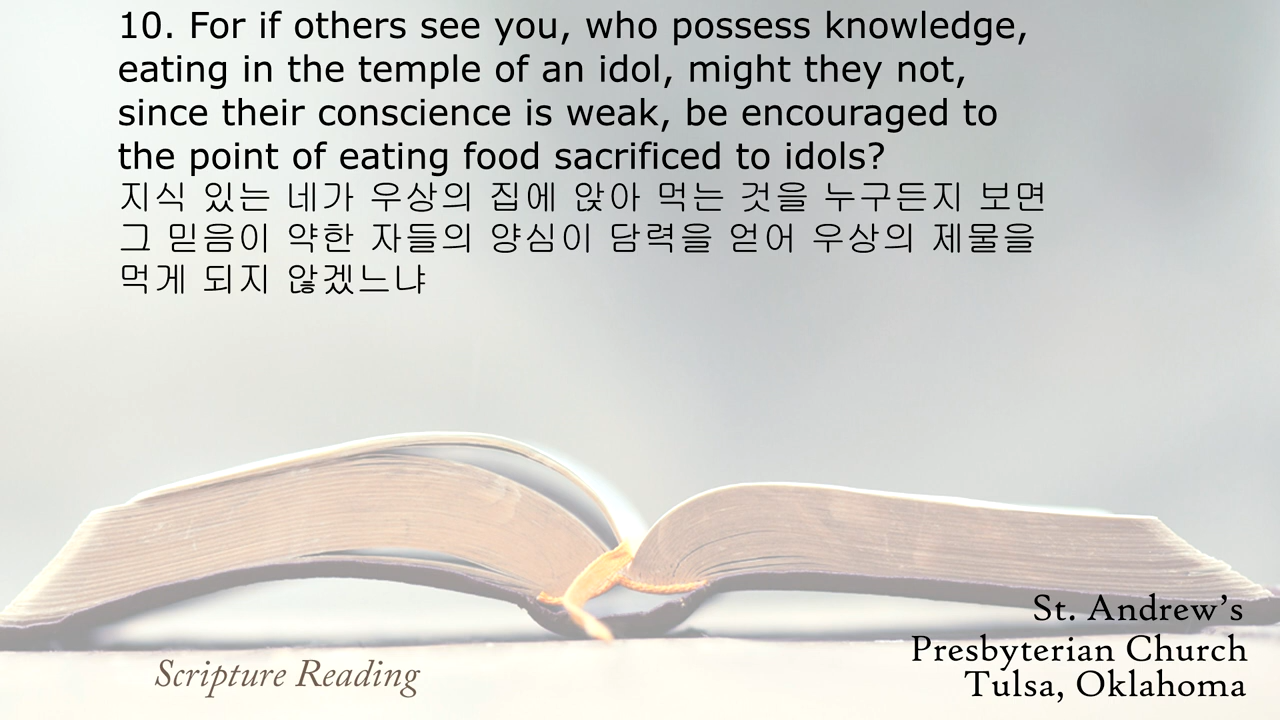 10. For if others see you, who possess knowledge,
eating in the temple of an idol, might they not,
since their conscience is weak, be encouraged to
the point of eating food sacrificed to idols?
지식 있는 네가 우상의 집에 앉아 먹는 것을 누구든지 보면
그 믿음이 약한 자들의 양심이 담력을 얻어 우상의 제물을
먹게 되지 않겠느냐
Scripture Reading
St. Andrew’s
Presbyterian Church
Tulsa, Oklahoma